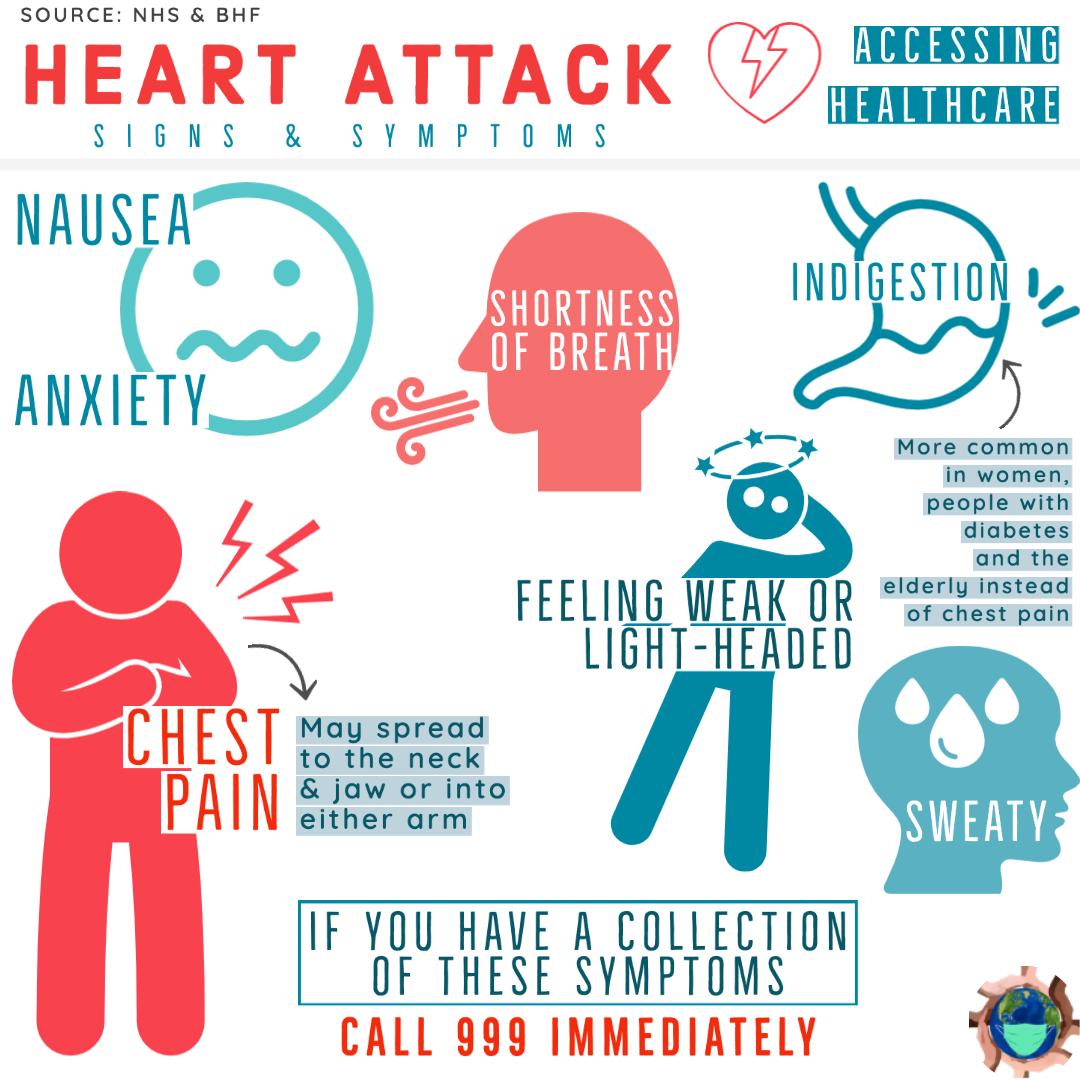 SOURCE: NHS & BHF
HEART ATTACK
SIGNS & SYMPTOMS
ACCESSING
HEALTHCARE
NAUSEA
ANXIETY
SHORTNESS
OF BREATH
INDIGESTION
More common
in women,
people with
diabetes
and the
elderly instead
of chest pain
FEELING WEAK OR
LIGHT-HEADED
CHEST
PAIN
May spread
to the neck
& jaw or into
either arm
SWEATY
IF YOU HAVE A COLLECTION
OF THESE SYMPTOMS
CALL 999 IMMEDIATELY